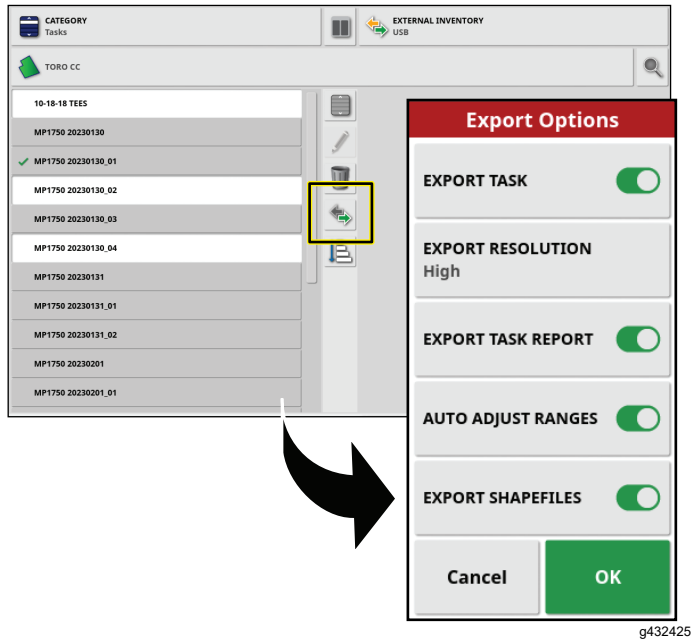 CATEGORY
Tasks
EXTERNAL INVENTORY
USB
TORO CC
10-18-18 TEES
MP1750 20230130
MP1750 20230130_01
MP1750 20230130_02
MP1750 20230130_03
MP1750 20230130_04
MP1750 20230131
MP1750 20230131_01
MP1750 20230131_02
MP1750 20230201
MP1750 20230201_01
Export Options
EXPORT TASK
EXPORT RESOLUTION
High
EXPORT TASK REPORT
AUTO ADJUST RANGES
EXPORT SHAPEFILES
Cancel
OK
g432425